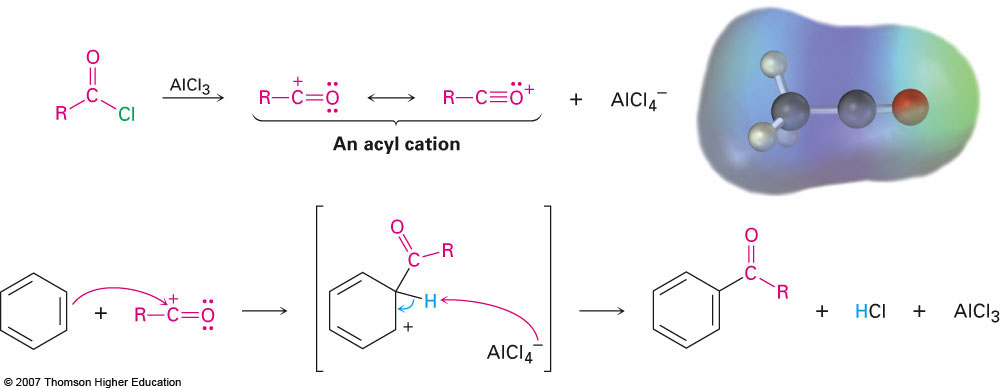 O
R C Cl
AlCl₃
R—C⁺=O ⟷ R—C≡O⁺ + AlCl₄⁻
An acyl cation
+ R—C⁺=O
O
C R
H
+
AlCl₄⁻
O
C
R
+ HCl + AlCl₃
© 2007 Thomson Higher Education